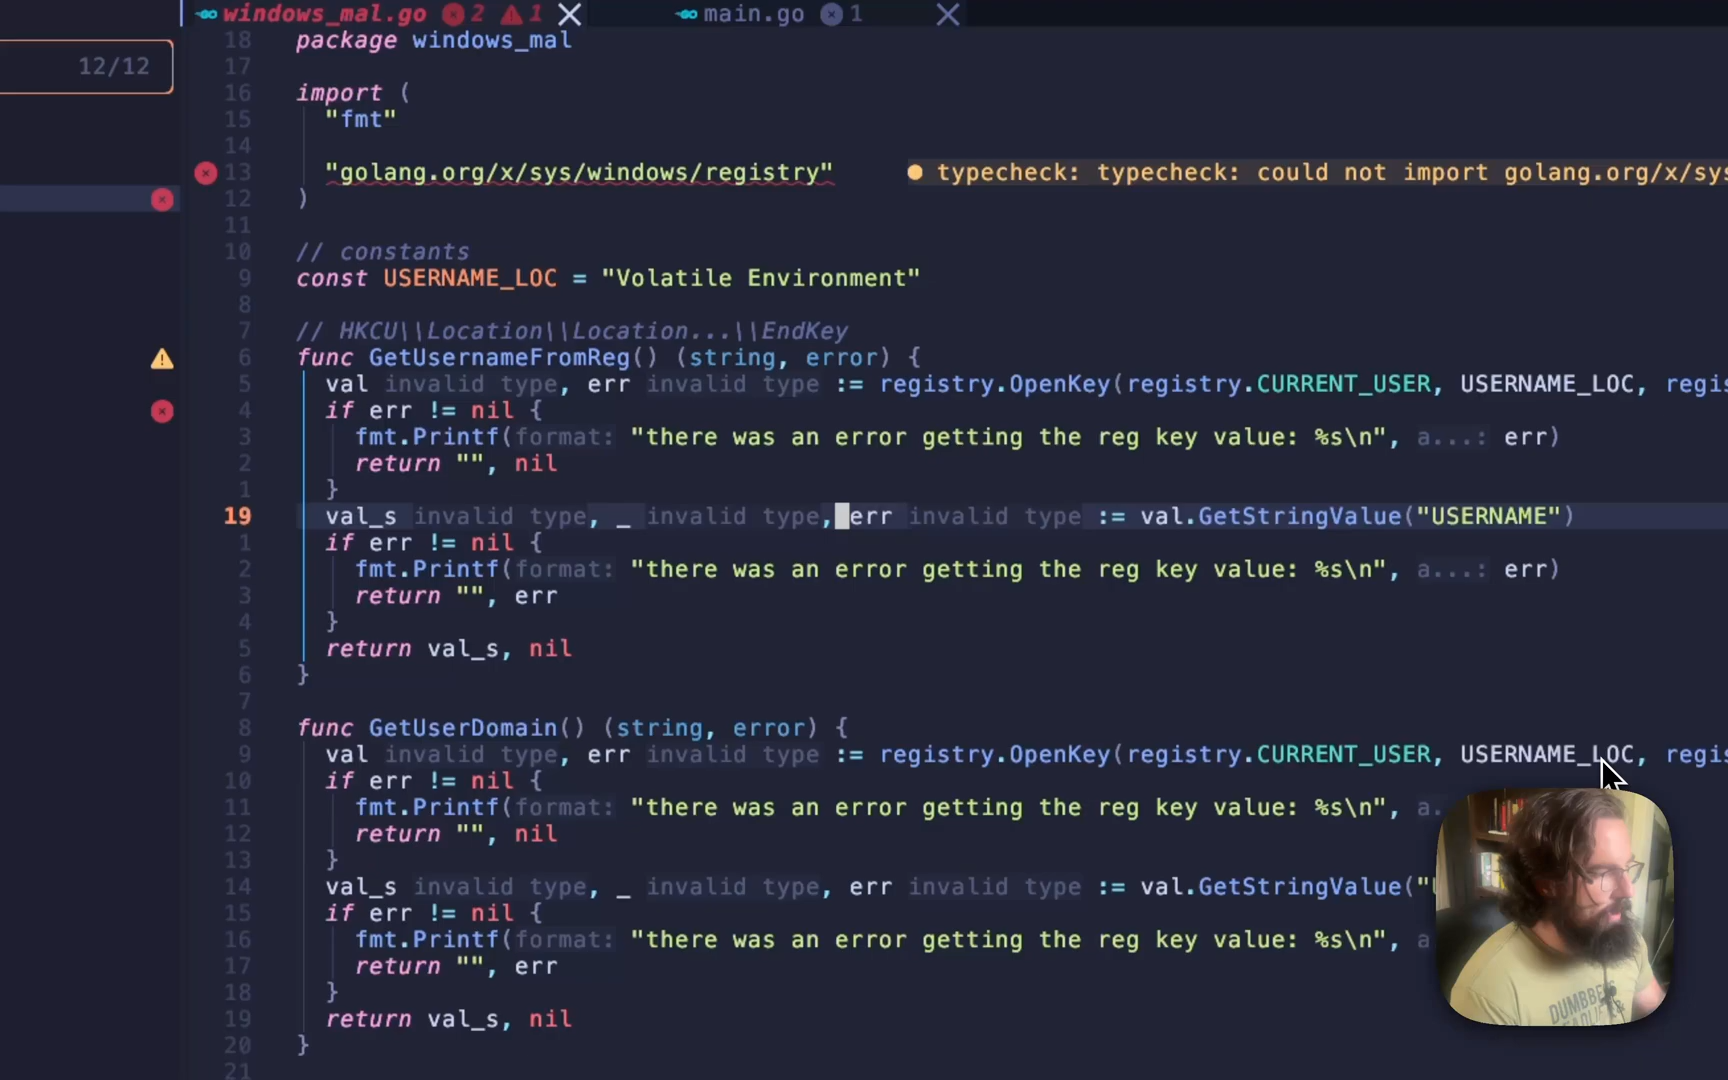 windows_mal.go 2 1 main.go 1
12/12
18 package windows_mal
17
16 import (
15 "fmt"
14
13 "golang.org/x/sys/windows/registry" typecheck: typecheck: could not import golang.org/x/sys
12 )
11
10 // constants
9 const USERNAME_LOC = "Volatile Environment"
8
7 // HKCU\\Location\\Location...\\EndKey
6 func GetUsernameFromReg() (string, error) {
5 val invalid type, err invalid type := registry.OpenKey(registry.CURRENT_USER, USERNAME_LOC, regis
4 if err != nil {
3 fmt.Printf(format: "there was an error getting the reg key value: %s\n", a...: err)
2 return "", nil
1 }
19 val_s invalid type, _ invalid type, err invalid type := val.GetStringValue("USERNAME")
1 if err != nil {
2 fmt.Printf(format: "there was an error getting the reg key value: %s\n", a...: err)
3 return "", err
4 }
5 return val_s, nil
6 }
7
8 func GetUserDomain() (string, error) {
9 val invalid type, err invalid type := registry.OpenKey(registry.CURRENT_USER, USERNAME_LOC, regis
10 if err != nil {
11 fmt.Printf(format: "there was an error getting the reg key value: %s\n", a.
12 return "", nil
13 }
14 val_s invalid type, _ invalid type, err invalid type := val.GetStringValue("
15 if err != nil {
16 fmt.Printf(format: "there was an error getting the reg key value: %s\n", a
17 return "", err
18 }
19 return val_s, nil
20 }
21